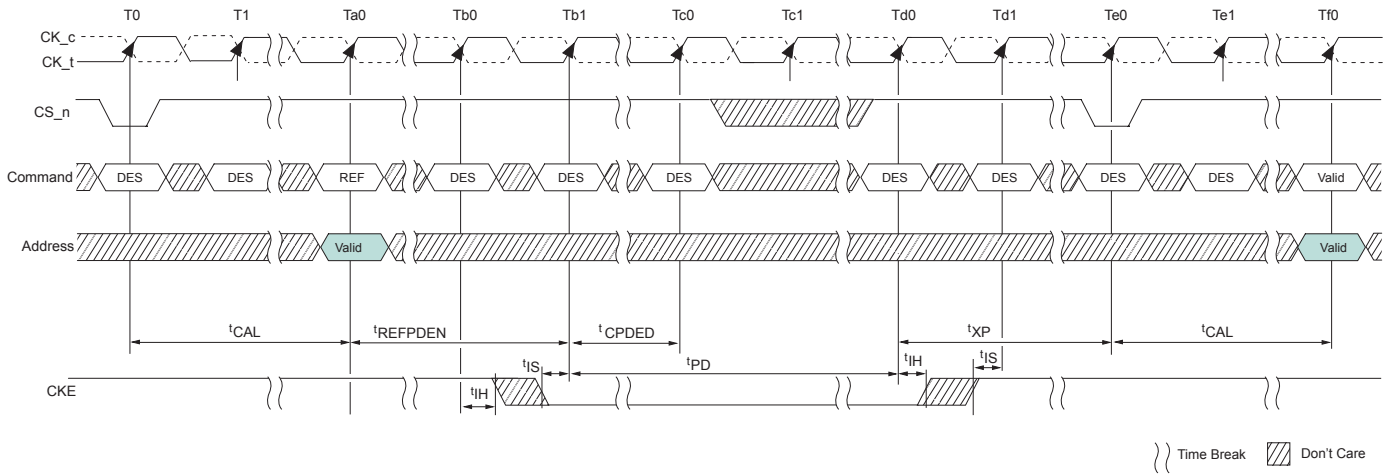 T0 T1 Ta0 Tb0 Tb1 Tc0 Tc1 Td0 Td1 Te0 Te1 Tf0
CK_c
CK_t
CS_n
Command DES DES REF DES DES DES DES DES DES DES Valid
Address Valid Valid
tCAL tREFPDEN tCPDED tXP tCAL
tIS tPD tIH tIS
CKE tIH
Time Break Don't Care